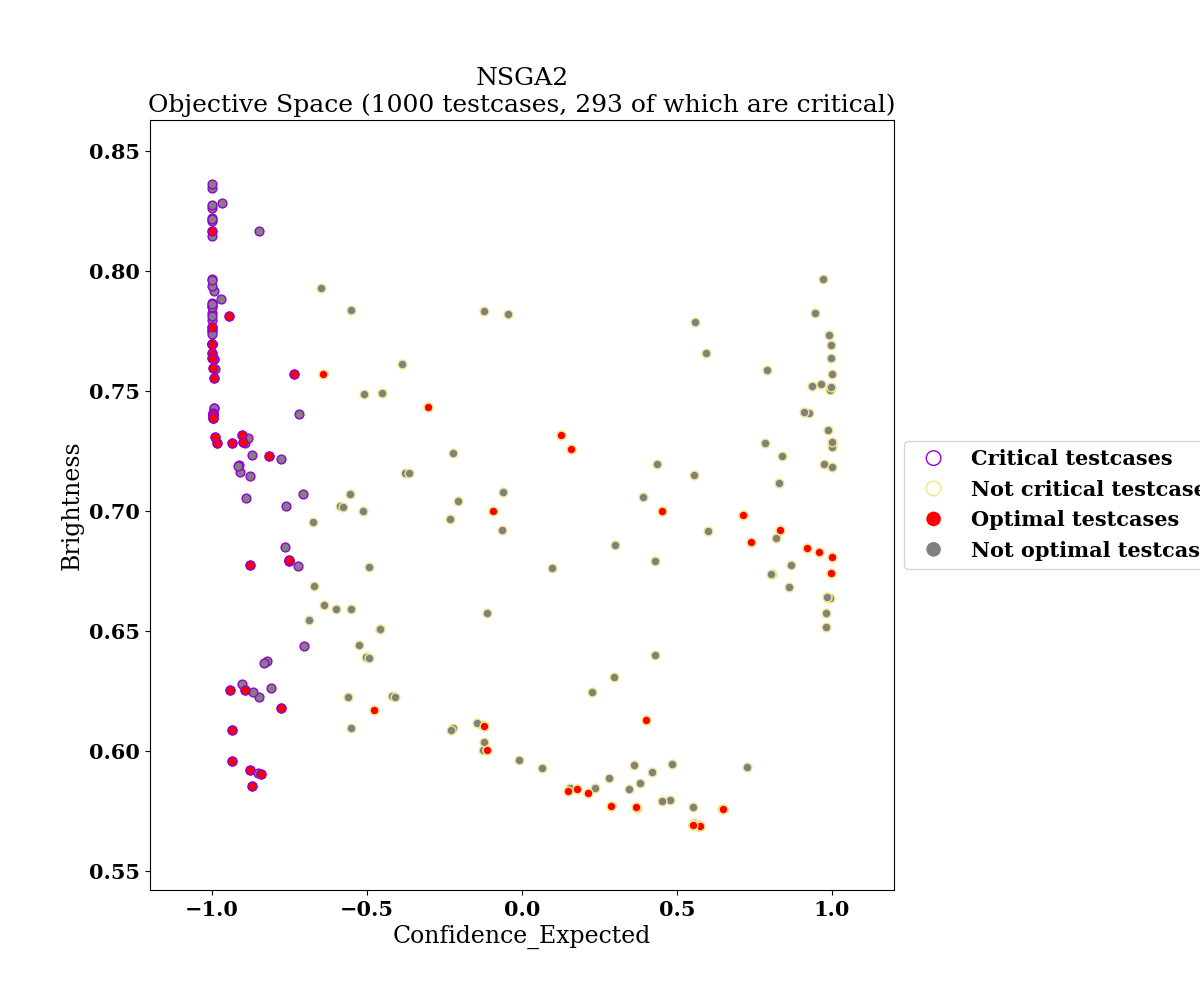 NSGA2
Objective Space (1000 testcases, 293 of which are critical)
0.85
0.80
0.75
0.70
0.65
0.60
0.55
Brightness
−1.0
−0.5
0.0
0.5
1.0
Confidence_Expected
Critical testcases
Not critical testcase
Optimal testcases
Not optimal testcas